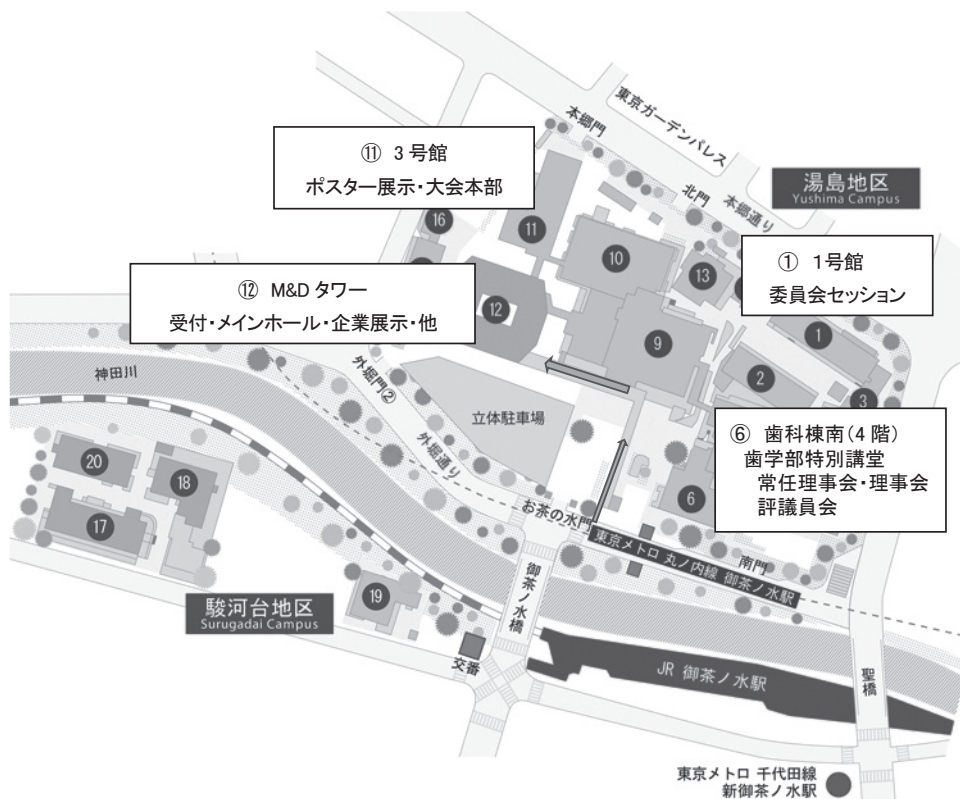 本郷門
東京ガーデンパレス
⑪ 3号館
ポスター展示・大会本部
北門
本郷通り
湯島地区
Yushima Campus
16
11
10
13
① 1号館
委員会セッション
⑫ M&Dタワー
受付・メインホール・企業展示・他
12
9
1
2
3
神田川
外堀門②
外堀通り
立体駐車場
⑥ 歯科棟南(4階)
歯学部特別講堂
常任理事会・理事会
評議員会
6
20
18
17
お茶の水門
東京メトロ 丸ノ内線 御茶ノ水駅
南門
御茶ノ水橋
19
駿河台地区
Surugadai Campus
交番
JR 御茶ノ水駅
聖橋
東京メトロ 千代田線
新御茶ノ水駅